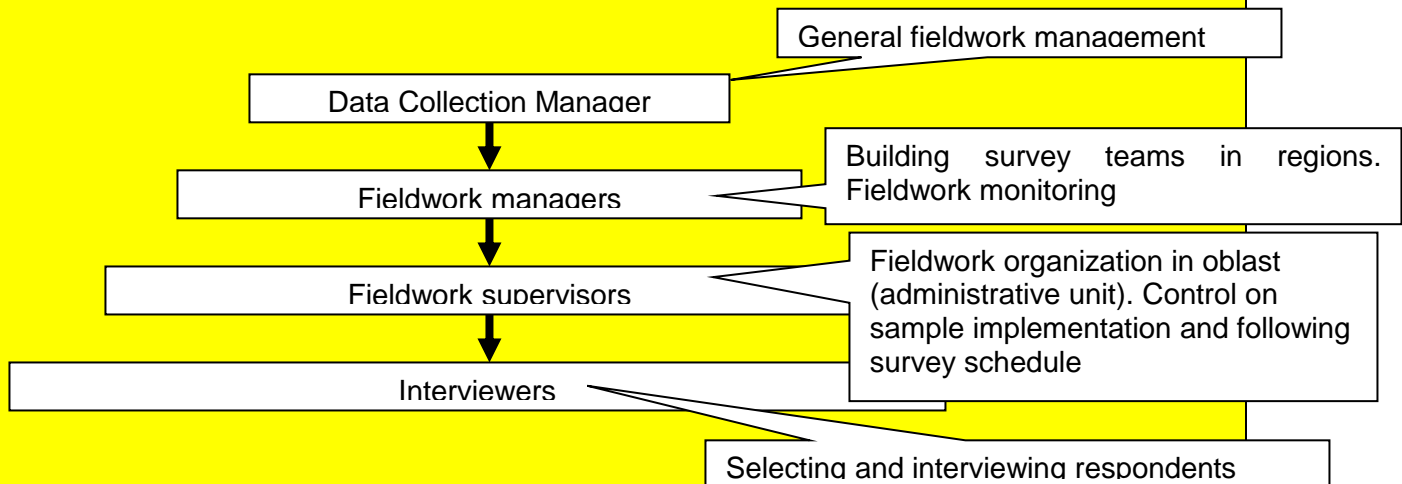 General fieldwork management
Data Collection Manager
Building survey teams in regions.
Fieldwork monitoring
Fieldwork managers
Fieldwork organization in oblast
(administrative unit). Control on
sample implementation and following
survey schedule
Fieldwork supervisors
Interviewers
Selecting and interviewing respondents